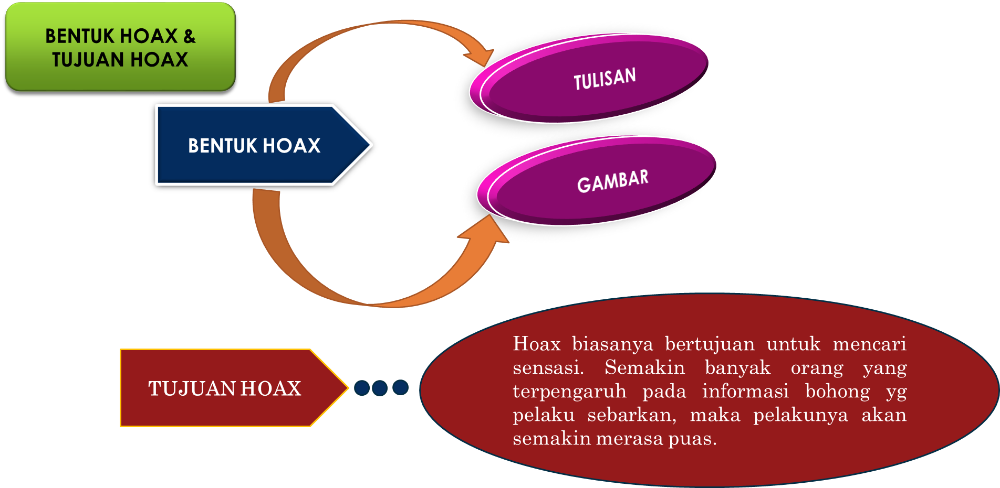 BENTUK HOAX &
TUJUAN HOAX
BENTUK HOAX
TULISAN
GAMBAR
TUJUAN HOAX
Hoax biasanya bertujuan untuk mencari
sensasi. Semakin banyak orang yang
terpengaruh pada informasi bohong yg
pelaku sebarkan, maka pelakunya akan
semakin merasa puas.